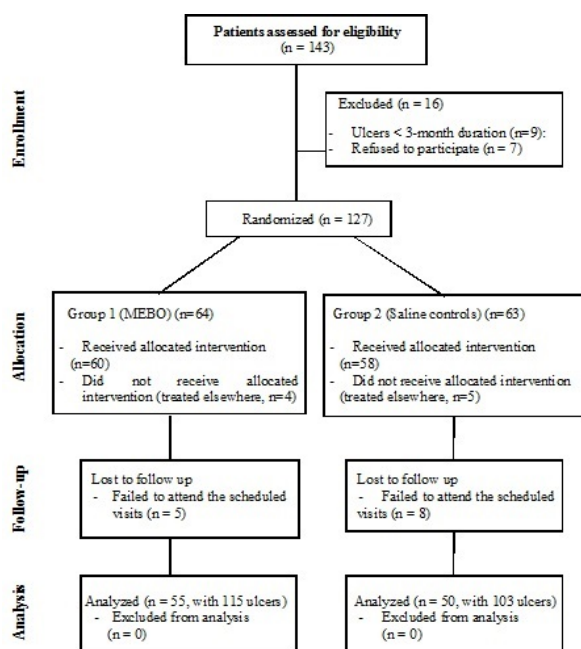 Patients assessed for eligibility
(n = 143)
Enrollment
Excluded (n = 16)
- Ulcers < 3-month duration (n=9):
- Refused to participate (n = 7)
Randomized (n = 127)
Allocation
Group 1 (MEBO) (n=64)
- Received allocated intervention
(n=60)
- Did not receive allocated
intervention (treated elsewhere, n=4)
Group 2 (Saline controls) (n=63)
- Received allocated intervention
(n=58)
- Did not receive allocated intervention
(treated elsewhere, n=5)
Follow-up
Lost to follow up
- Failed to attend the scheduled
visits (n = 5)
Lost to follow up
- Failed to attend the scheduled
visits (n = 8)
Analysis
Analyzed (n = 55, with 115 ulcers)
- Excluded from analysis
(n = 0)
Analyzed (n = 50, with 103 ulcers)
- Excluded from analysis
(n = 0)